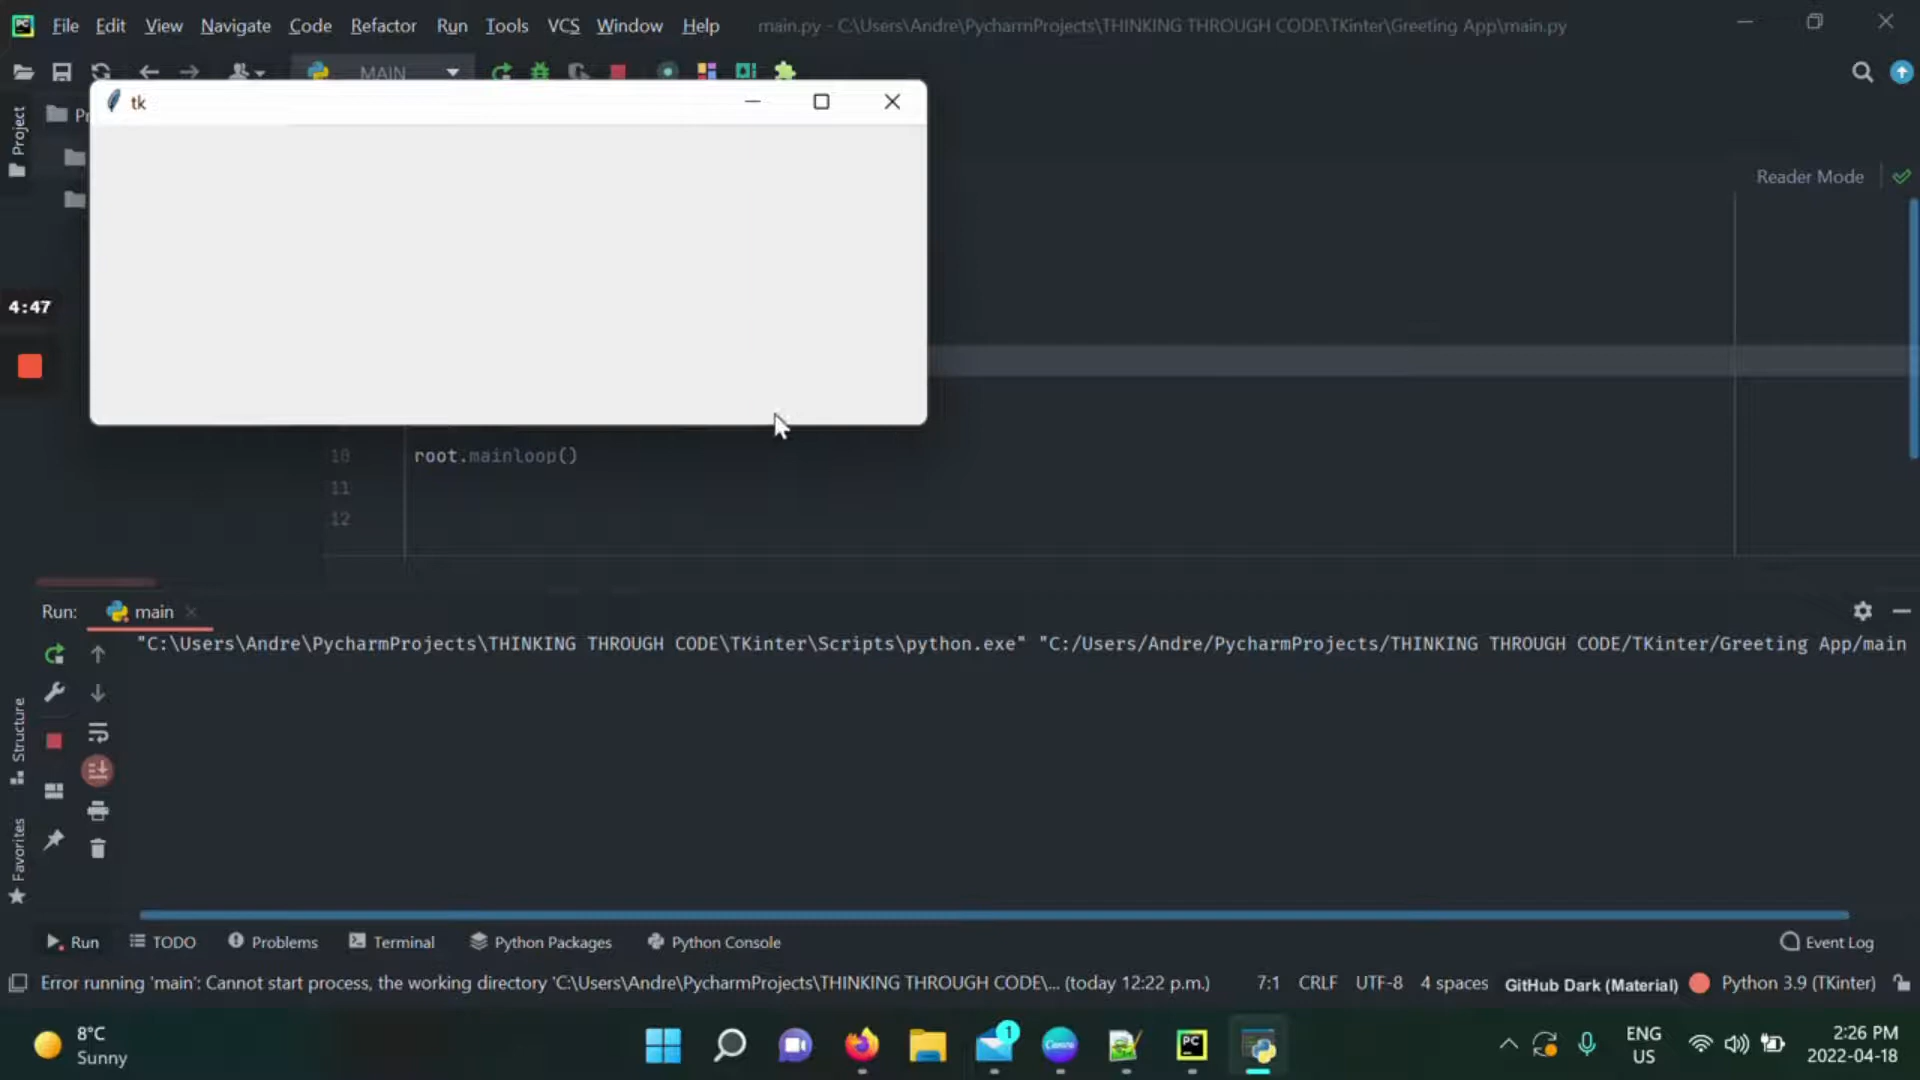 File Edit View Navigate Code Refactor Run Tools VCS Window Help main.py - C:\Users\Andre\PycharmProjects\THINKING THROUGH CODE\TKinter\Greeting App\main.py
MAIN
tk
Project
Reader Mode
4:47
10 root.mainloop()
11
12
Run: main
"C:\Users\Andre\PycharmProjects\THINKING THROUGH CODE\TKinter\Scripts\python.exe" "C:/Users/Andre/PycharmProjects/THINKING THROUGH CODE/TKinter/Greeting App/main
Structure
Favorites
Run TODO Problems Terminal Python Packages Python Console Event Log
Error running 'main': Cannot start process, the working directory 'C:\Users\Andre\PycharmProjects\THINKING THROUGH CODE\... (today 12:22 p.m.) 7:1 CRLF UTF-8 4 spaces GitHub Dark (Material) Python 3.9 (TKinter)
8°C
Sunny
1
PC
Canva
ENG
US
2:26 PM
2022-04-18